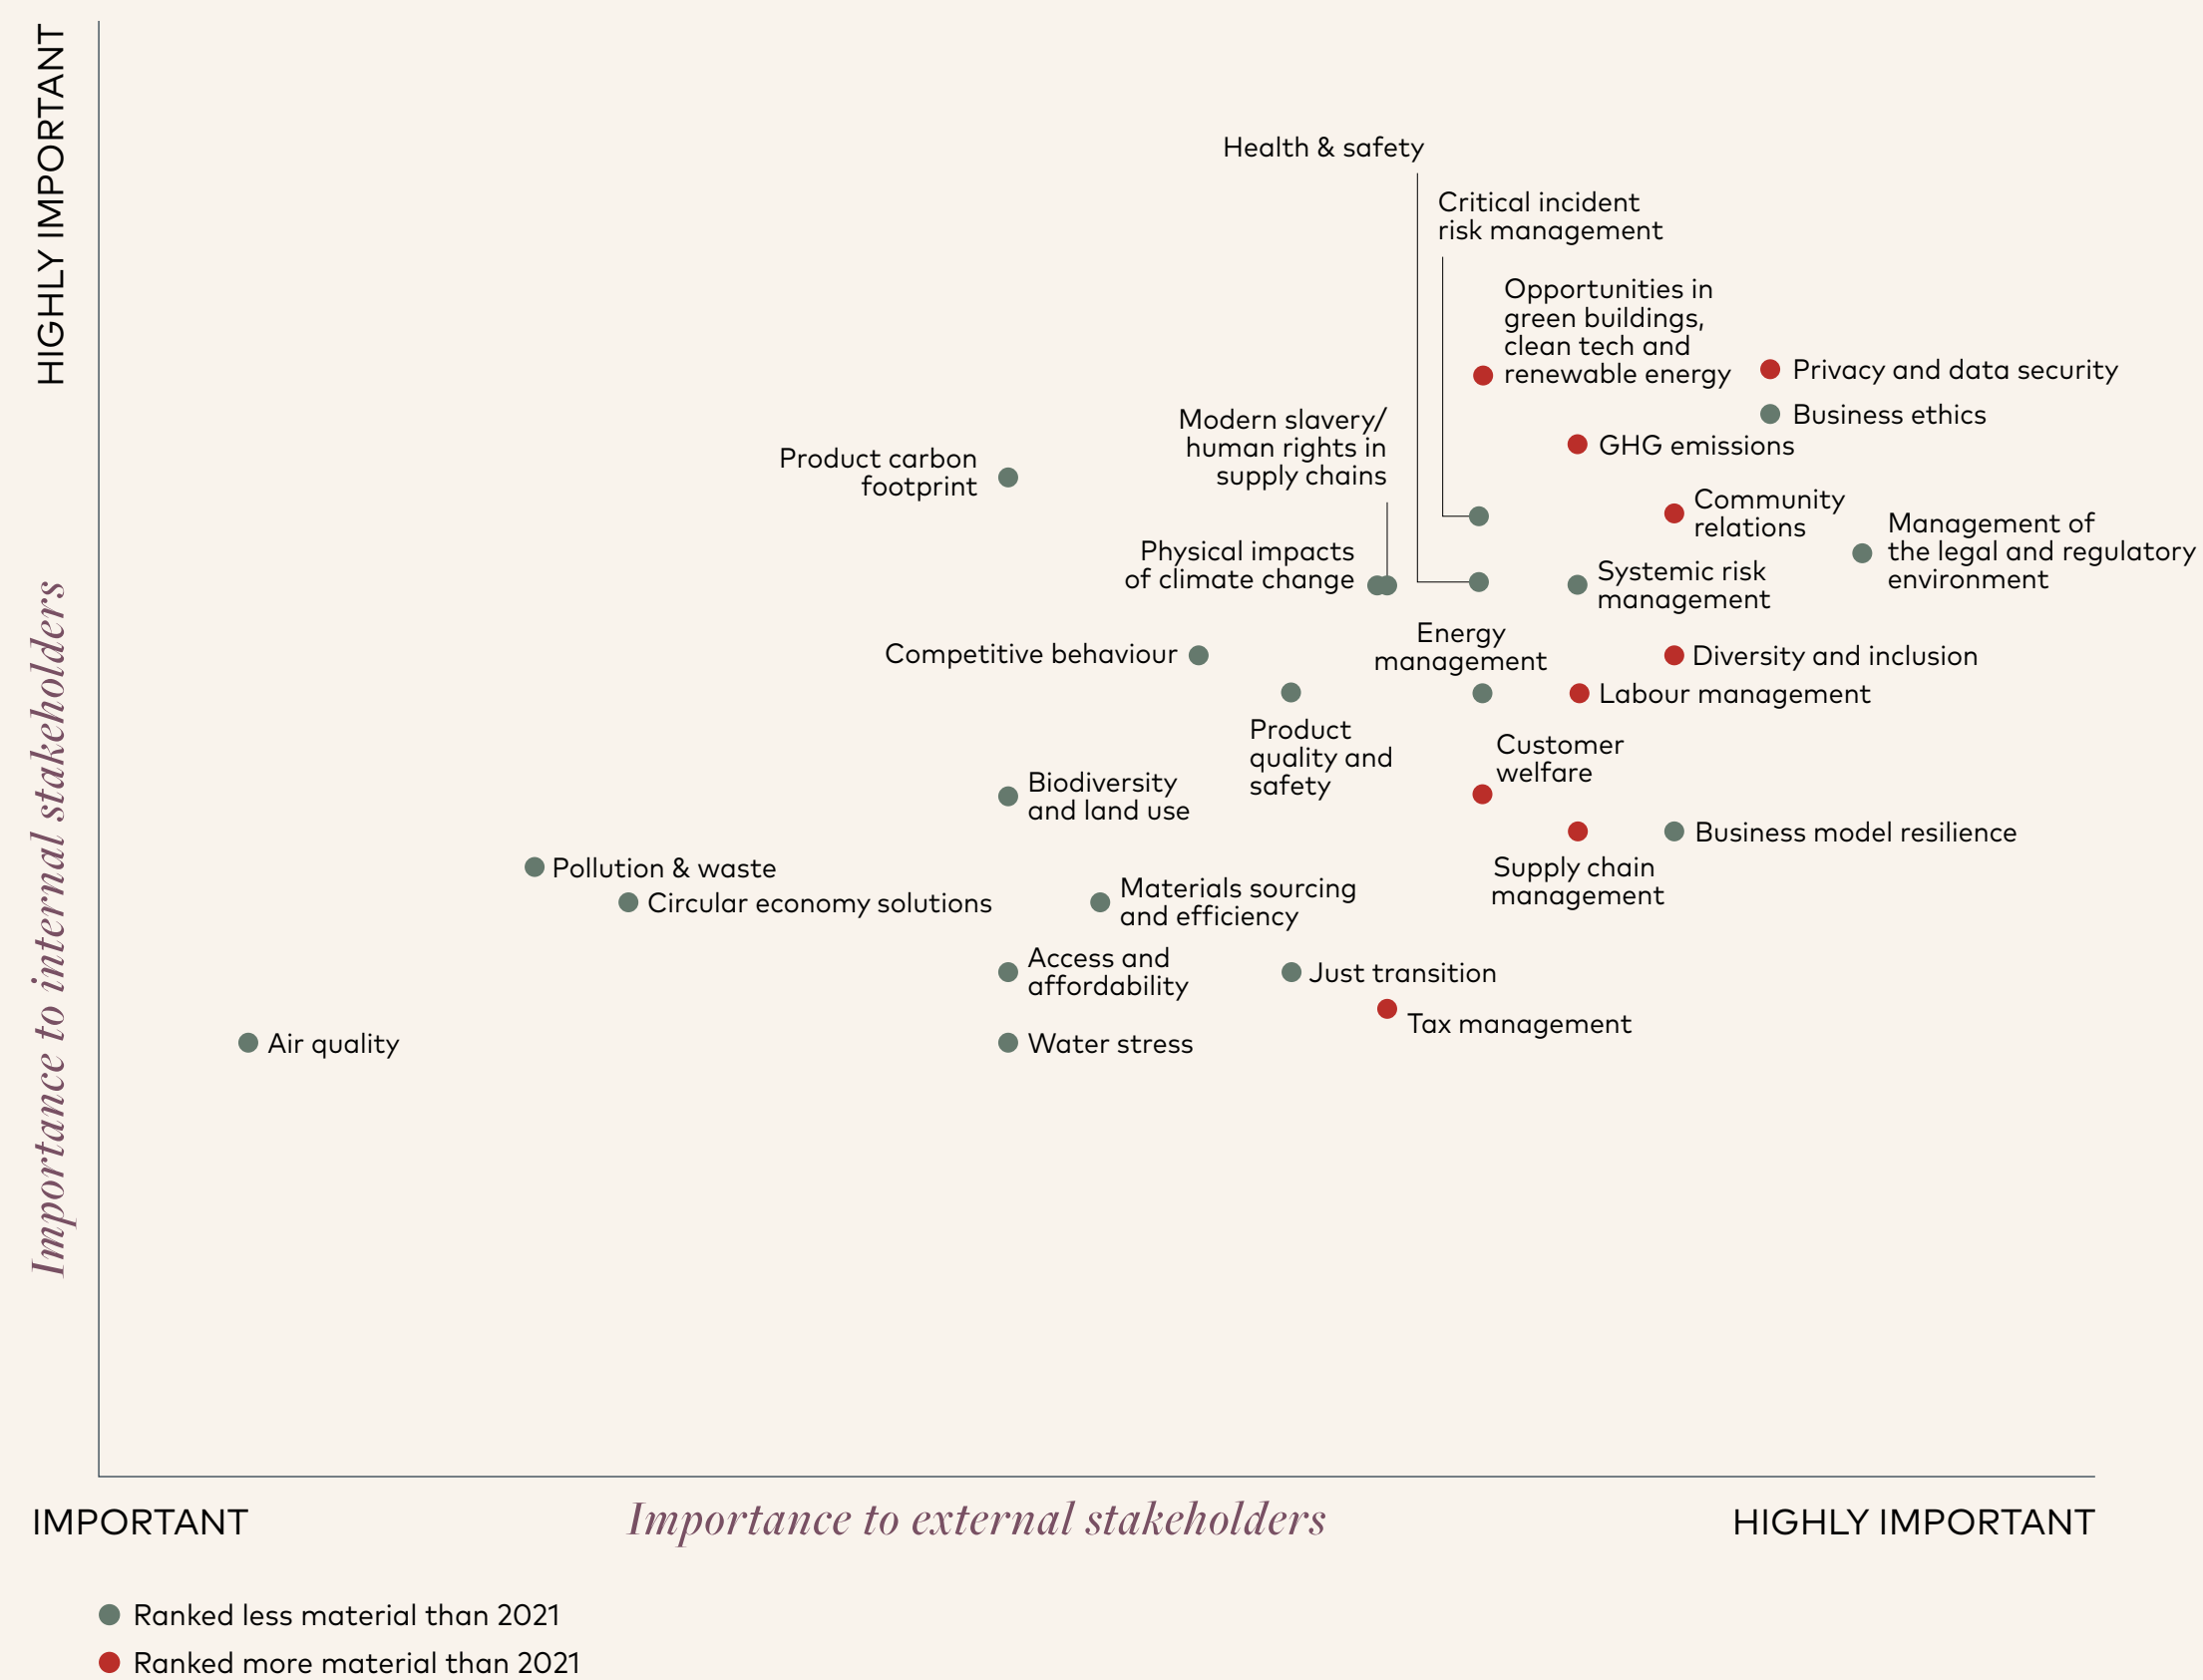 HIGHLY IMPORTANT
Importance to internal stakeholders
Health & safety
Critical incident
risk management
Opportunities in
green buildings,
clean tech and
renewable energy
Privacy and data security
Business ethics
Modern slavery/
human rights in
supply chains
GHG emissions
Product carbon
footprint
Community
relations
Management of
the legal and regulatory
environment
Physical impacts
of climate change
Systemic risk
management
Energy
management
Competitive behaviour
Diversity and inclusion
Labour management
Product
quality and
safety
Customer
welfare
Biodiversity
and land use
Business model resilience
Supply chain
management
Pollution & waste
Circular economy solutions
Materials sourcing
and efficiency
Access and
affordability
Just transition
Tax management
Air quality
Water stress
IMPORTANT
Importance to external stakeholders
HIGHLY IMPORTANT
Ranked less material than 2021
Ranked more material than 2021